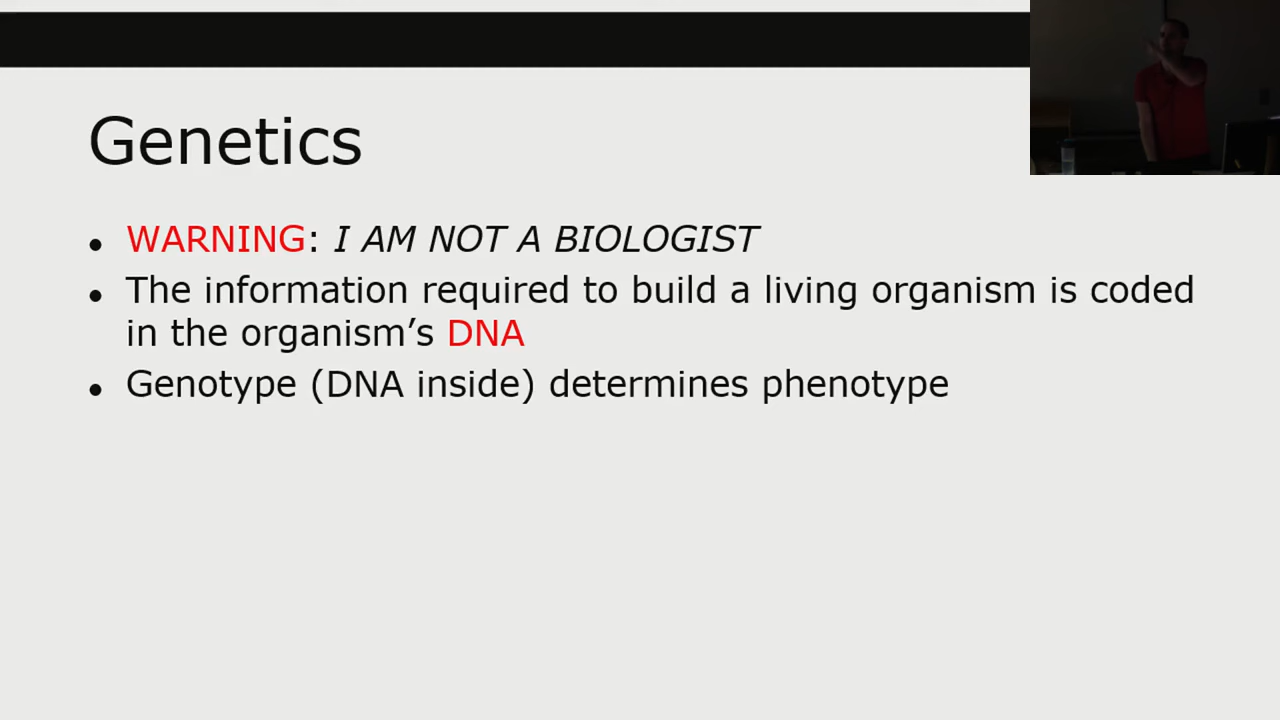 Genetics
WARNING: I AM NOT A BIOLOGIST
The information required to build a living organism is coded
in the organism’s DNA
Genotype (DNA inside) determines phenotype